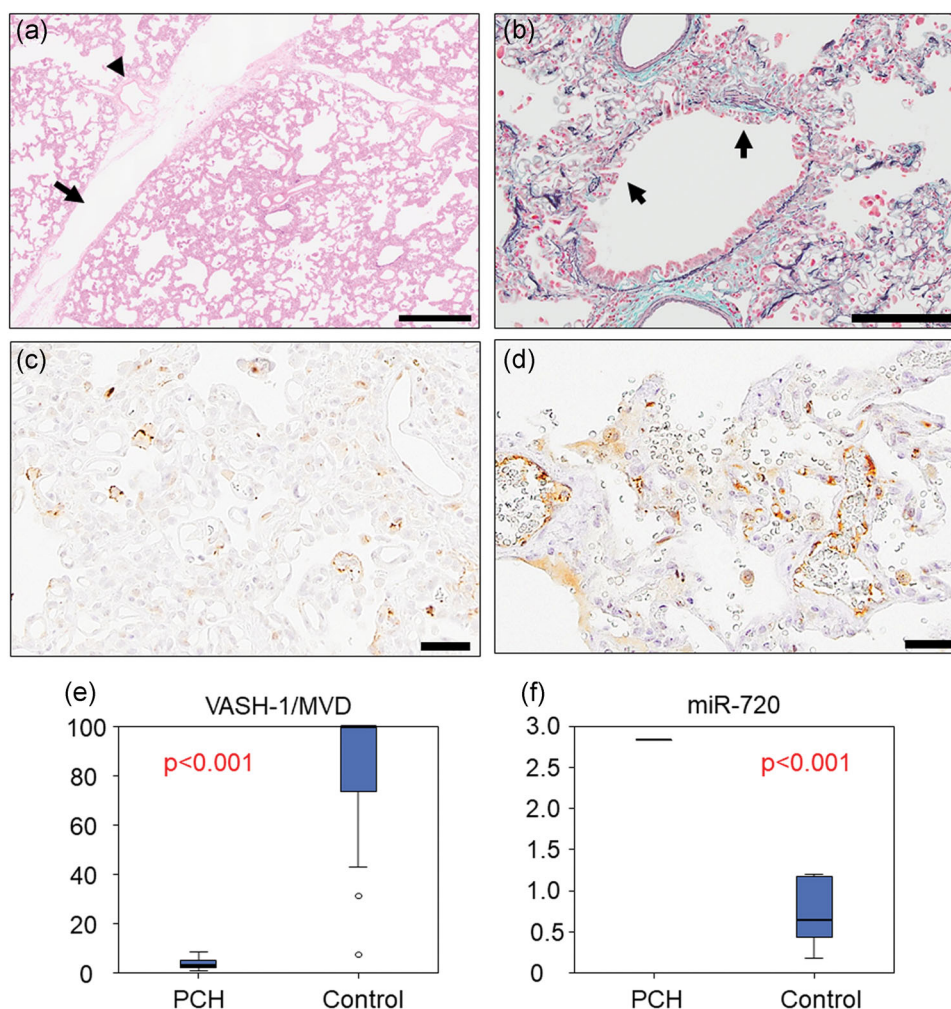 (a)
(b)
(c)
(d)
(e)
VASH-1/MVD
100
80
60
40
20
0
p<0.001
PCH
Control
(f)
miR-720
3.0
2.5
2.0
1.5
1.0
0.5
0
p<0.001
PCH
Control